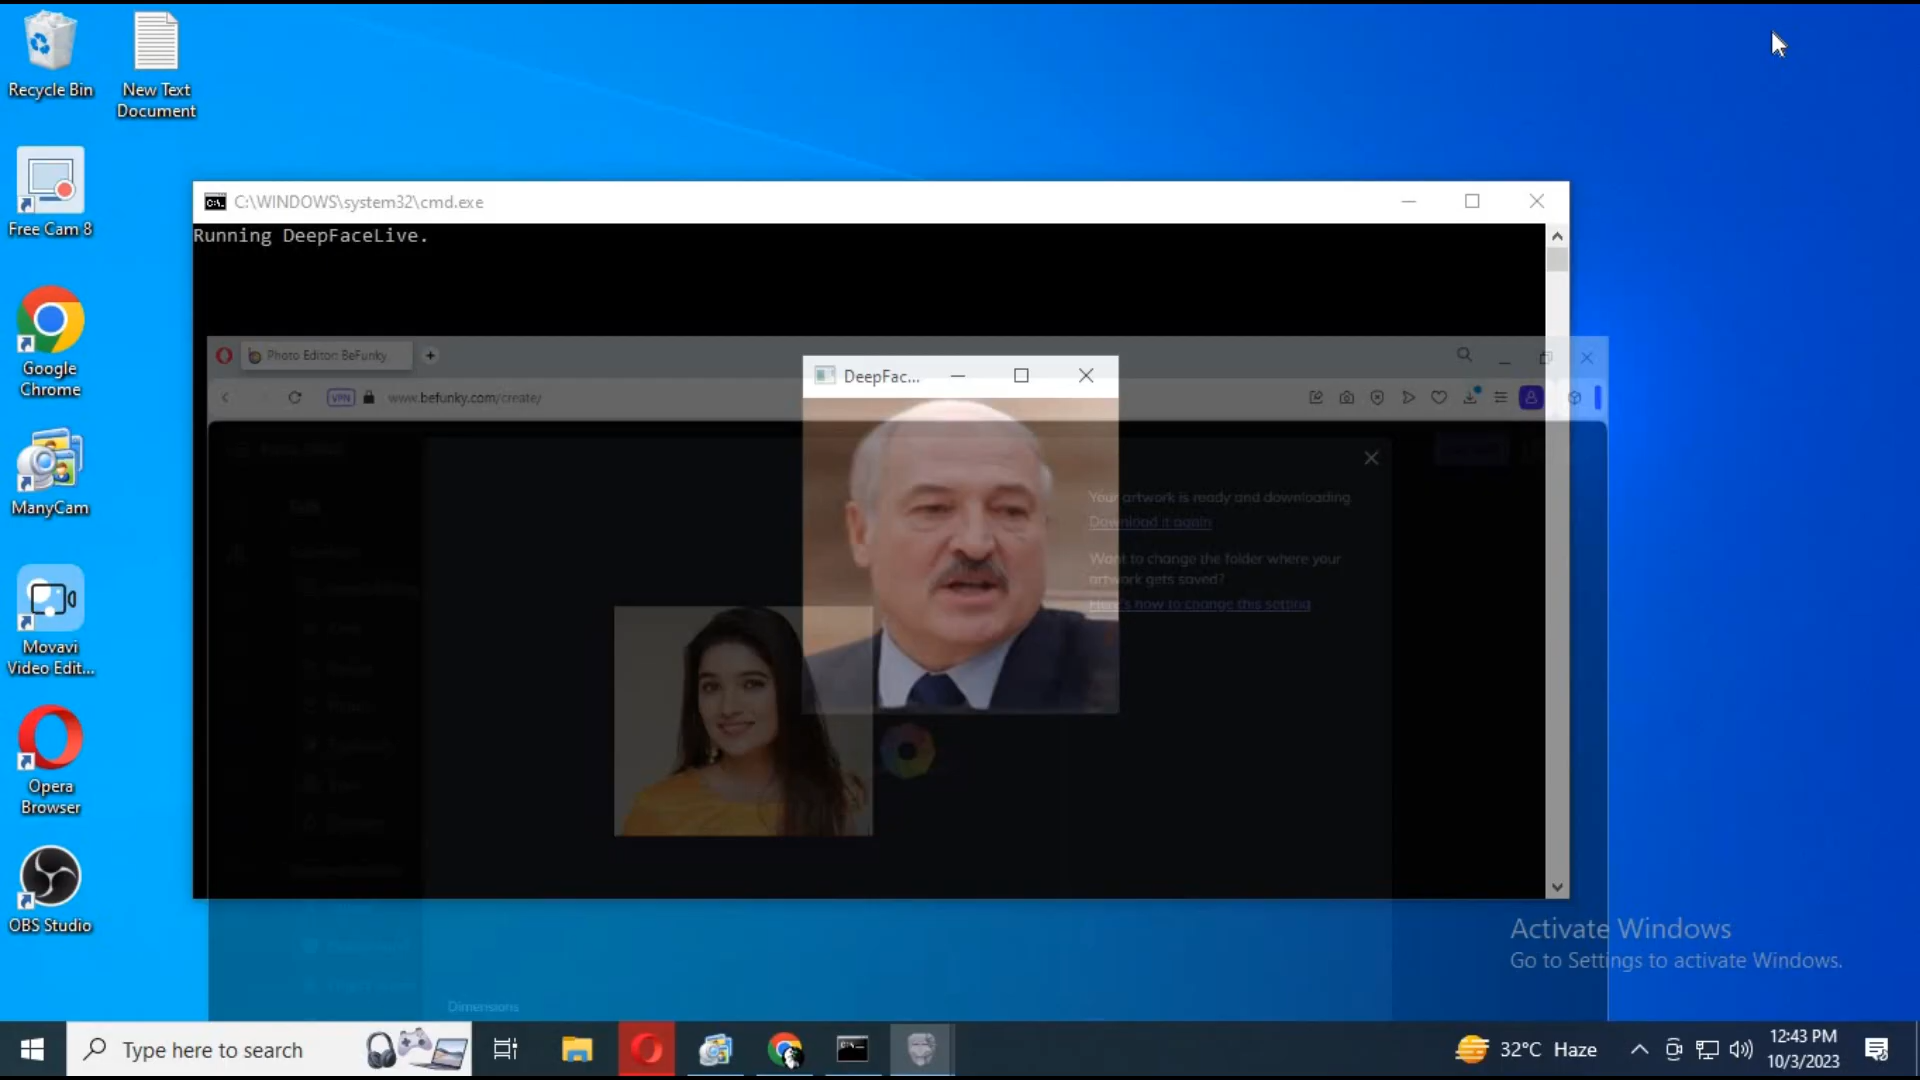 Recycle Bin
New Text
Document
Free Cam 8
Google
Chrome
ManyCam
Movavi
Video Edit...
Opera
Browser
OBS Studio
C:\WINDOWS\system32\cmd.exe
Running DeepFaceLive.
Photo Editor: BeFunky
VPN
www.befunky.com/create/
DeepFac...
Your artwork is ready and downloading
Download it again
Want to change the folder where your
artwork gets saved?
Here's how to change this setting
Dimensions
Activate Windows
Go to Settings to activate Windows.
Type here to search
32°C Haze
12:43 PM
10/3/2023